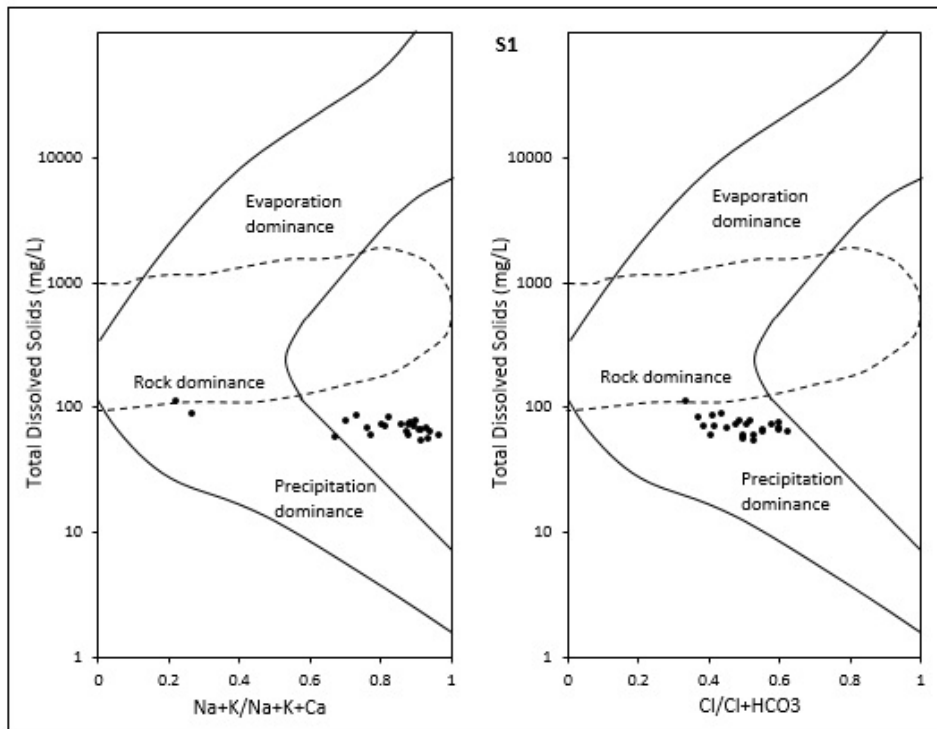 S1
Total Dissolved Solids (mg/L)
10000
1000
100
10
1
Evaporation
dominance
Rock dominance
Precipitation
dominance
0
0.2
0.4
0.6
0.8
1
Na+K/Na+K+Ca
Total Dissolved Solids (mg/L)
10000
1000
100
10
1
Evaporation
dominance
Rock dominance
Precipitation
dominance
0
0.2
0.4
0.6
0.8
1
Cl/Cl+HCO3